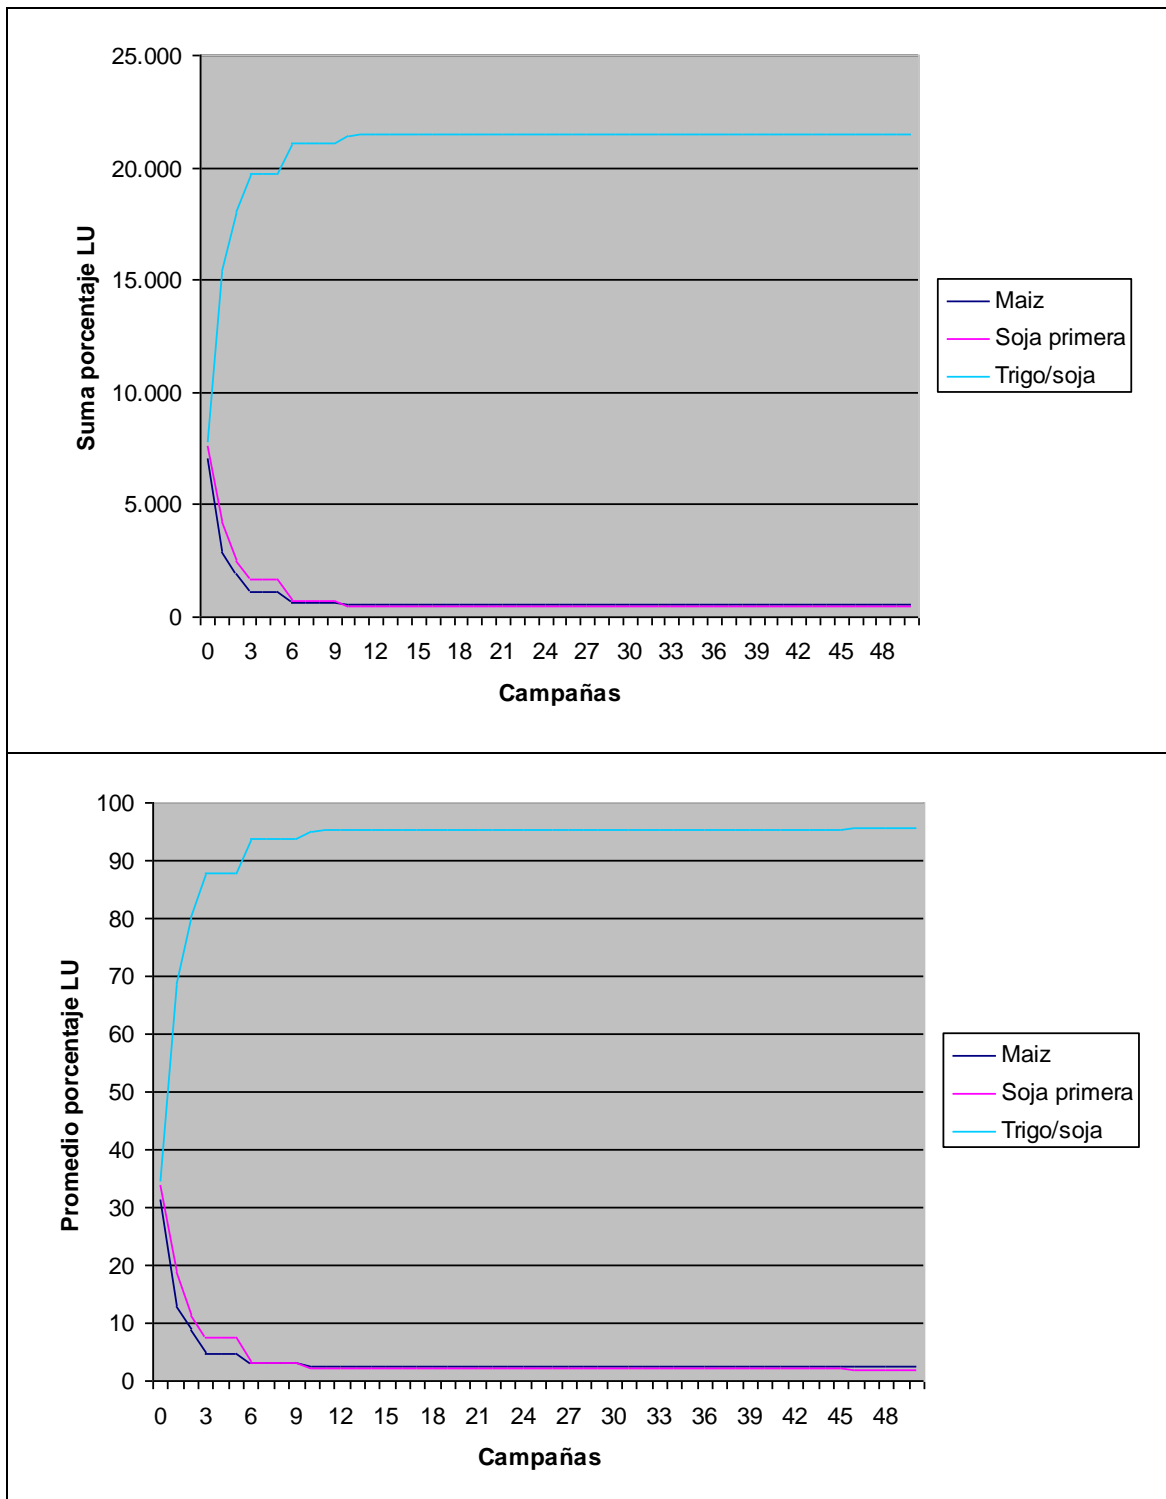 25.000
20.000
15.000
10.000
5.000
0
Suma porcentaje LU
0 3 6 9 12 15 18 21 24 27 30 33 36 39 42 45 48
Campañas
Maiz
Soja primera
Trigo/soja
100
90
80
70
60
50
40
30
20
10
0
Promedio porcentaje LU
0 3 6 9 12 15 18 21 24 27 30 33 36 39 42 45 48
Campañas
Maiz
Soja primera
Trigo/soja